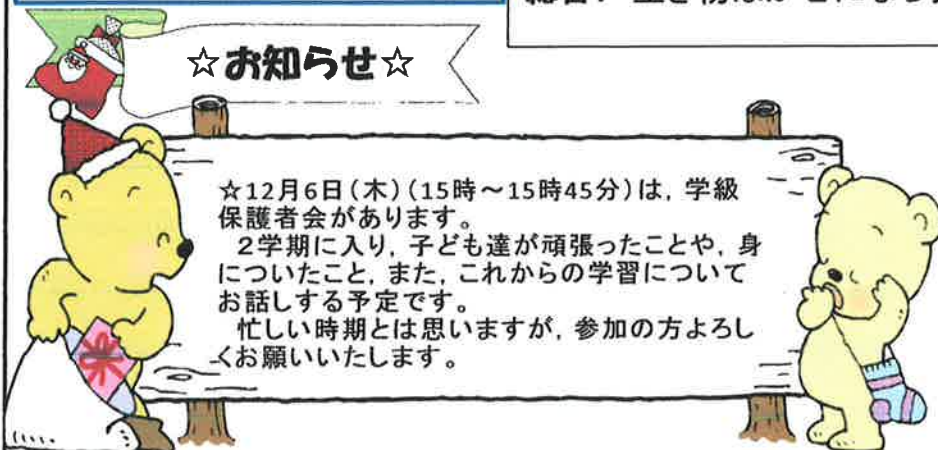 ☆お知らせ☆
☆12月6日(木)(15時～15時45分)は, 学級
保護者会があります。
　2学期に入り, 子ども達が頑張ったことや, 身
についたこと, また, これからの学習について
お話しする予定です。
　忙しい時期とは思いますが, 参加の方よろし
くお願いいたします。